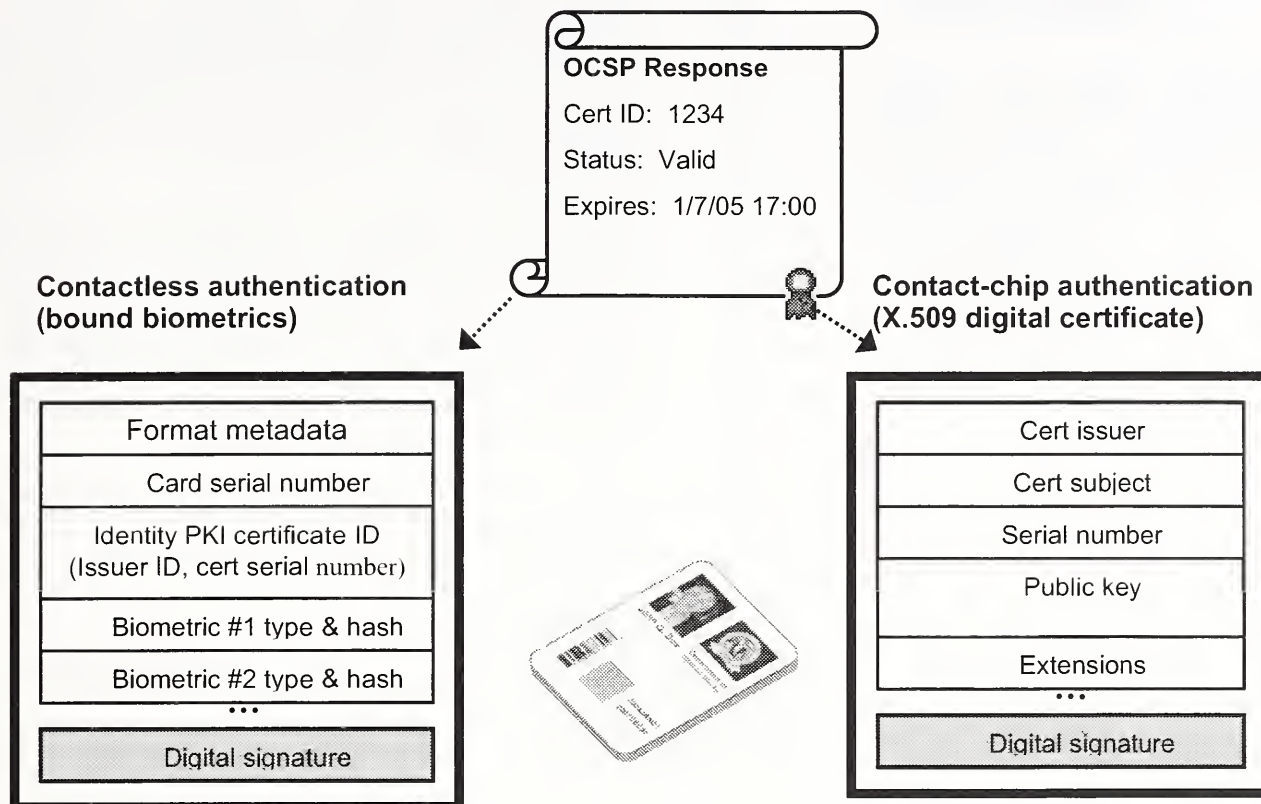 OCSP Response
Cert ID: 1234
Status: Valid
Expires: 1/7/05 17:00
Contactless authentication
(bound biometrics)
Contact-chip authentication
(X.509 digital certificate)
Format metadata
Card serial number
Identity PKI certificate ID
(Issuer ID, cert serial number)
Biometric #1 type & hash
Biometric #2 type & hash
...
Digital signature
Cert issuer
Cert subject
Serial number
Public key
Extensions
...
Digital signature